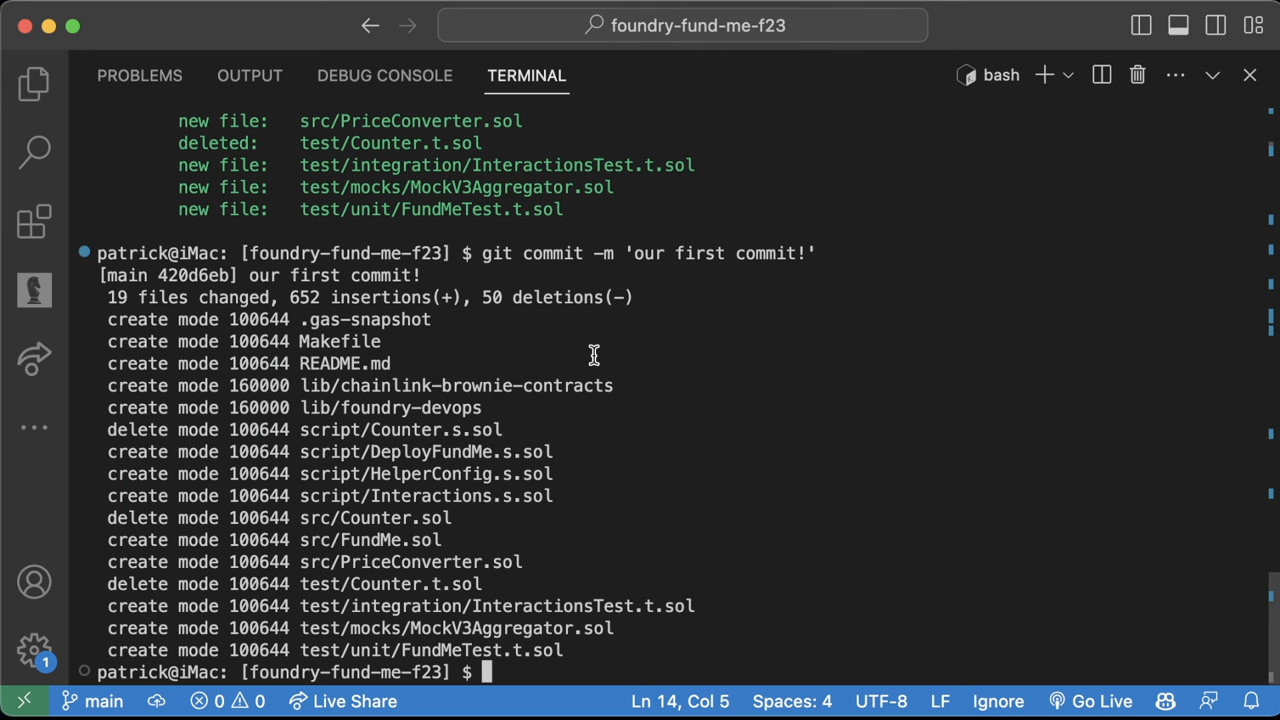 foundry-fund-me-f23
PROBLEMS OUTPUT DEBUG CONSOLE TERMINAL bash
new file: src/PriceConverter.sol
deleted: test/Counter.t.sol
new file: test/integration/InteractionsTest.t.sol
new file: test/mocks/MockV3Aggregator.sol
new file: test/unit/FundMeTest.t.sol
patrick@iMac: [foundry-fund-me-f23] $ git commit -m 'our first commit!'
[main 420d6eb] our first commit!
19 files changed, 652 insertions(+), 50 deletions(-)
create mode 100644 .gas-snapshot
create mode 100644 Makefile
create mode 100644 README.md
create mode 160000 lib/chainlink-brownie-contracts
create mode 160000 lib/foundry-devops
delete mode 100644 script/Counter.s.sol
create mode 100644 script/DeployFundMe.s.sol
create mode 100644 script/HelperConfig.s.sol
create mode 100644 script/Interactions.s.sol
delete mode 100644 src/Counter.sol
create mode 100644 src/FundMe.sol
create mode 100644 src/PriceConverter.sol
delete mode 100644 test/Counter.t.sol
create mode 100644 test/integration/InteractionsTest.t.sol
create mode 100644 test/mocks/MockV3Aggregator.sol
create mode 100644 test/unit/FundMeTest.t.sol
patrick@iMac: [foundry-fund-me-f23] $
1
main 0 0 Live Share Ln 14, Col 5 Spaces: 4 UTF-8 LF Ignore Go Live